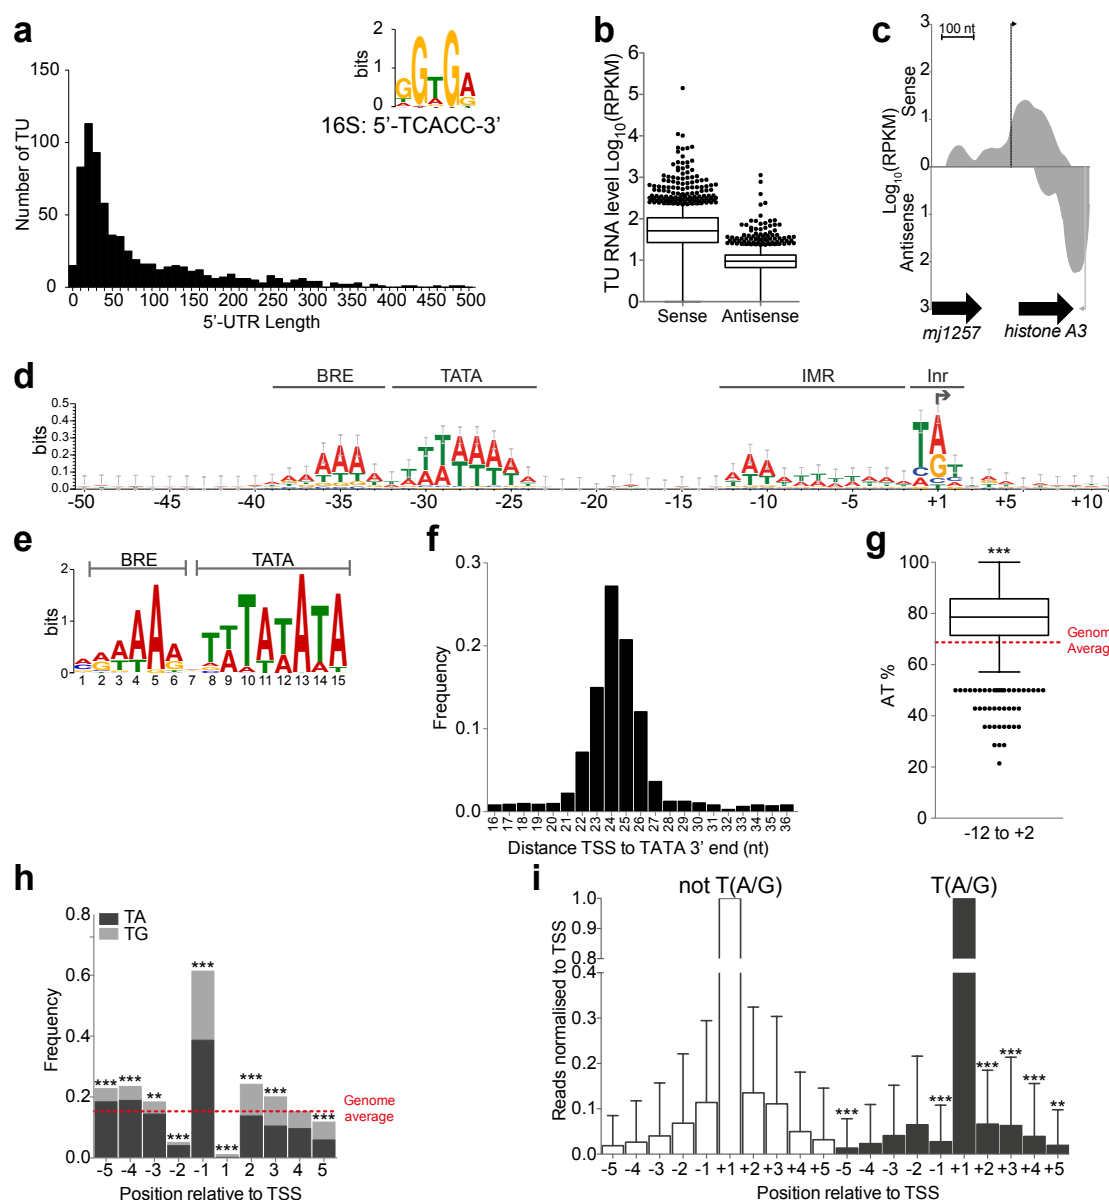 a
150
100
50
0
Number of TU
0 50 100 150 200 250 300 350 400 450 500
5'-UTR Length
2
1
0
bits
GGTGA
16S: 5'-TCACC-3'
b
6
5
4
3
2
1
0
TU RNA level Log10(RPKM)
Sense Antisense
c
3
2
1
0
1
2
3
100 nt
Sense
Log10(RPKM)
Antisense
mj1257 histone A3
d
BRE TATA IMR Inr
0.5
0.4
0.3
0.2
0.1
0.0
bits
-50 -45 -40 -35 -30 -25 -20 -15 -10 -5 +1 +5 +10
e
BRE TATA
2
1
0
bits
1 2 3 4 5 6 7 8 9 10 11 12 13 14 15
f
0.3
0.2
0.1
0.0
Frequency
16 17 18 19 20 21 22 23 24 25 26 27 28 29 30 31 32 33 34 35 36
Distance TSS to TATA 3' end (nt)
g
***
100
80
60
40
20
0
AT %
Genom
Averag
-12 to +2
h
TA
TG
0.8
0.6
0.4
0.2
0.0
Frequency
*** *** ** *** *** *** *** *** ***
Genome
average
-5 -4 -3 -2 -1 1 2 3 4 5
Position relative to TSS
i
not T(A/G) T(A/G)
1.0
0.9
0.8
0.4
0.3
0.2
0.1
0.0
Reads normalised to TSS
*** *** *** *** *** **
-5 -4 -3 -2 -1 +1 +2 +3 +4 +5 -5 -4 -3 -2 -1 +1 +2 +3 +4 +5
Position relative to TSS